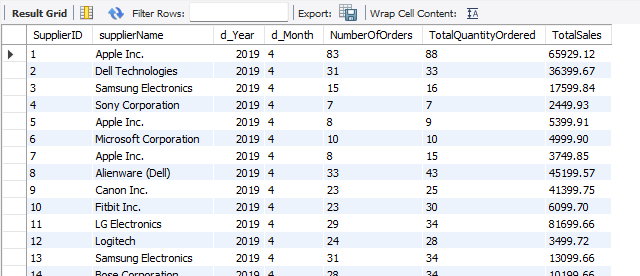 Result Grid Filter Rows: Export: Wrap Cell Content:
SupplierID supplierName d_Year d_Month NumberOfOrders TotalQuantityOrdered TotalSales
1 Apple Inc. 2019 4 83 88 65929.12
2 Dell Technologies 2019 4 31 33 36399.67
3 Samsung Electronics 2019 4 15 16 17599.84
4 Sony Corporation 2019 4 7 7 2449.93
5 Apple Inc. 2019 4 8 9 5399.91
6 Microsoft Corporation 2019 4 10 10 4999.90
7 Apple Inc. 2019 4 8 15 3749.85
8 Alienware (Dell) 2019 4 33 43 45199.57
9 Canon Inc. 2019 4 23 25 41399.75
10 Fitbit Inc. 2019 4 23 30 6099.70
11 LG Electronics 2019 4 29 34 81699.66
12 Logitech 2019 4 24 28 3499.72
13 Samsung Electronics 2019 4 31 34 13099.66
14 Bose Corporation 2019 4 28 34 10199.66